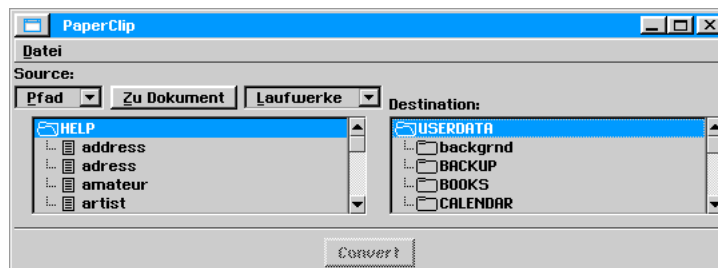 PaperClip
Datei
Source:
Pfad Zu Dokument Laufwerke
Destination:
HELP
address
adress
amateur
artist
USERDATA
backgrnd
BACKUP
BOOKS
CALENDAR
Convert